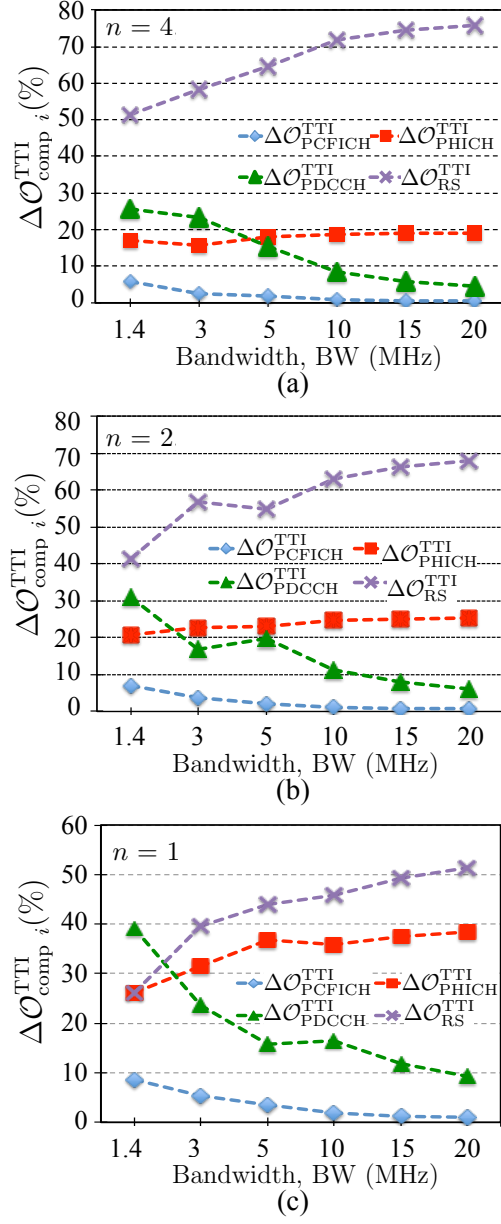 80
n = 4
70
60
50
40
30
20
10
0
ΔO^TTI_comp i(%)
ΔO^TTI_PCFICH ΔO^TTI_PHICH
ΔO^TTI_PDCCH ΔO^TTI_RS
1.4 3 5 10 15 20
Bandwidth, BW (MHz)
(a)
80
n = 2
70
60
50
40
30
20
10
0
ΔO^TTI_comp i(%)
ΔO^TTI_PCFICH ΔO^TTI_PHICH
ΔO^TTI_PDCCH ΔO^TTI_RS
1.4 3 5 10 15 20
Bandwidth, BW (MHz)
(b)
60
n = 1
50
40
30
20
10
0
ΔO^TTI_comp i(%)
ΔO^TTI_PCFICH ΔO^TTI_PHICH
ΔO^TTI_PDCCH ΔO^TTI_RS
1.4 3 5 10 15 20
Bandwidth, BW (MHz)
(c)